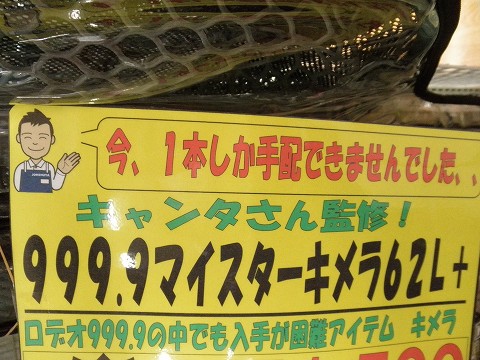 今、1本しか手配できませんでした、、
キャンタさん監修!
999.9マイスターキメラ62L+
ロデオ999.9の中でも入手が困難アイテム キメラ